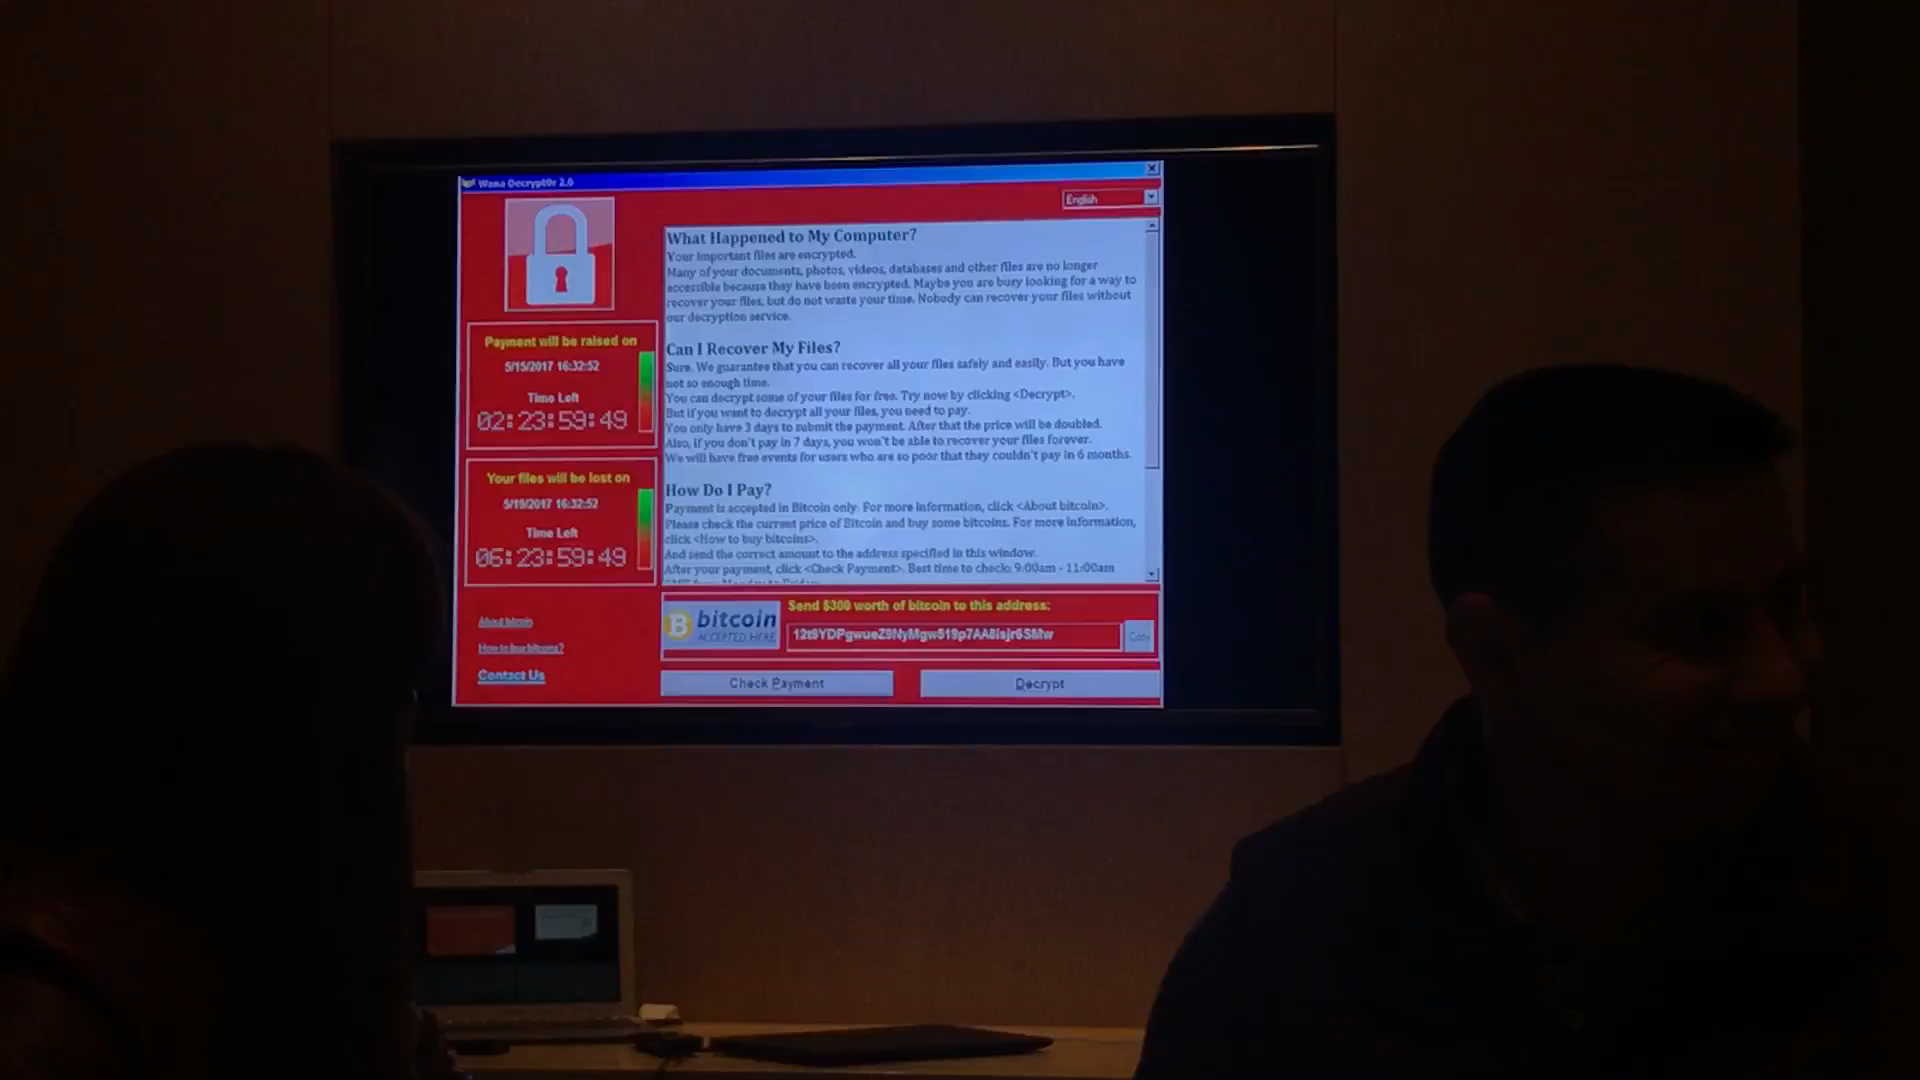 Wana Decrypt0r 2.0
English
What Happened to My Computer?
Your important files are encrypted.
Many of your documents, photos, videos, databases and other files are no longer
accessible because they have been encrypted. Maybe you are busy looking for a way to
recover your files, but do not waste your time. Nobody can recover your files without
our decryption service.
Can I Recover My Files?
Sure. We guarantee that you can recover all your files safely and easily. But you have
not so enough time.
You can decrypt some of your files for free. Try now by clicking <Decrypt>.
But if you want to decrypt all your files, you need to pay.
You only have 3 days to submit the payment. After that the price will be doubled.
Also, if you don't pay in 7 days, you won't be able to recover your files forever.
We will have free events for users who are so poor that they couldn't pay in 6 months.
How Do I Pay?
Payment is accepted in Bitcoin only. For more information, click <About bitcoin>.
Please check the current price of Bitcoin and buy some bitcoins. For more information,
click <How to buy bitcoins>.
And send the correct amount to the address specified in this window.
After your payment, click <Check Payment>. Best time to check: 9:00am - 11:00am
Payment will be raised on
5/15/2017 16:32:52
Time Left
02:23:59:49
Your files will be lost on
5/19/2017 16:32:52
Time Left
06:23:59:49
About bitcoin
How to buy bitcoins?
Contact Us
bitcoin
ACCEPTED HERE
Send $300 worth of bitcoin to this address:
Copy
Check Payment
Decrypt